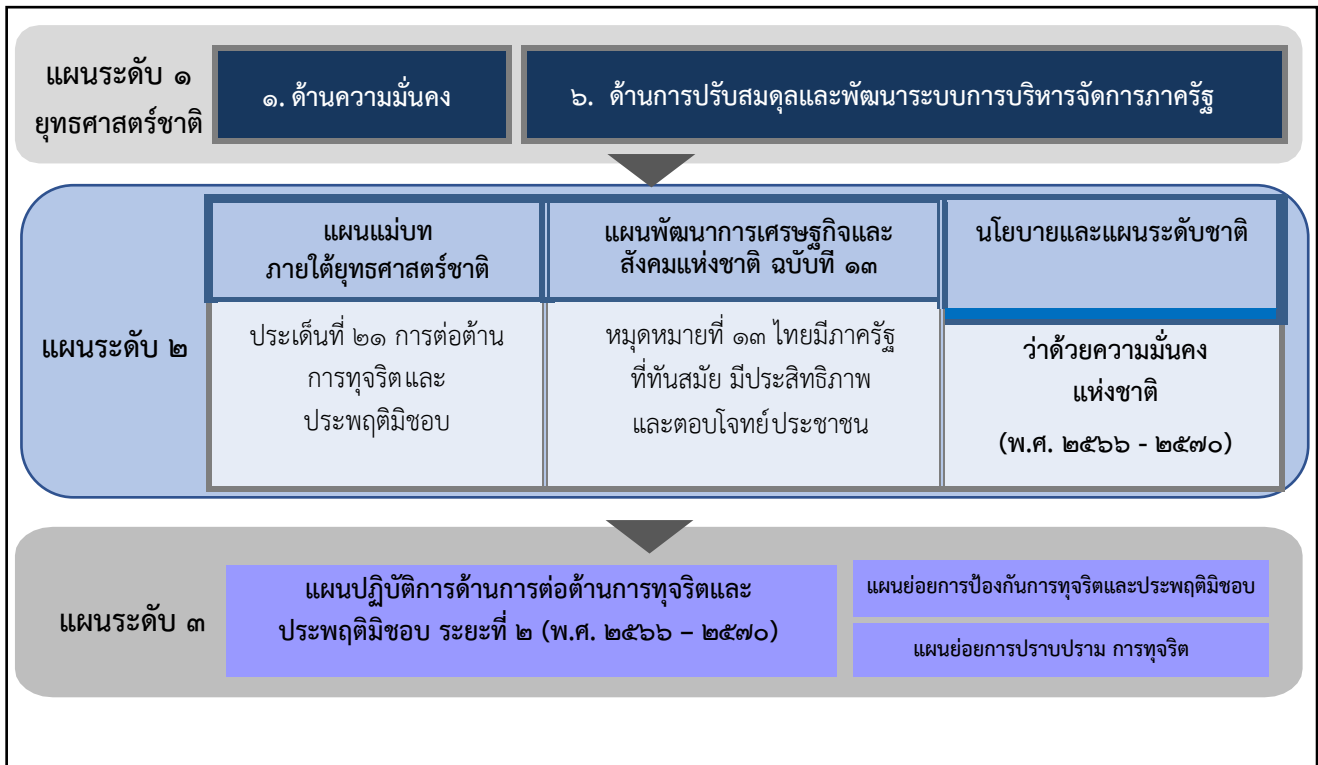 แผนระดับ ๑
ยุทธศาสตร์ชาติ
๑. ด้านความมั่นคง
๖. ด้านการปรับสมดุลและพัฒนาระบบการบริหารจัดการภาครัฐ
แผนระดับ ๒
แผนแม่บท
ภายใต้ยุทธศาสตร์ชาติ
ประเด็นที่ ๒๑ การต่อต้าน
การทุจริตและ
ประพฤติมิชอบ
แผนพัฒนาการเศรษฐกิจและ
สังคมแห่งชาติ ฉบับที ๑๓
หมุดหมายที่ ๑๓ ไทยมีภาครัฐ
ที่ทันสมัย มีประสิทธิภาพ
และตอบโจทย์ประชาชน
นโยบายและแผนระดับชาติ
ว่าด้วยความมั่นคง
แห่งชาติ
(พ.ศ. ๒๕๖๖ - ๒๕๗๐)
แผนระดับ ๓
แผนปฏิบัติการด้านการต่อต้านการทุจริตและ
ประพฤติมิชอบ ระยะที่ ๒ (พ.ศ. ๒๕๖๖ – ๒๕๗๐)
แผนย่อยการป้องกันการทุจริตและประพฤติมิชอบ
แผนย่อยการปราบปราม การทุจริต